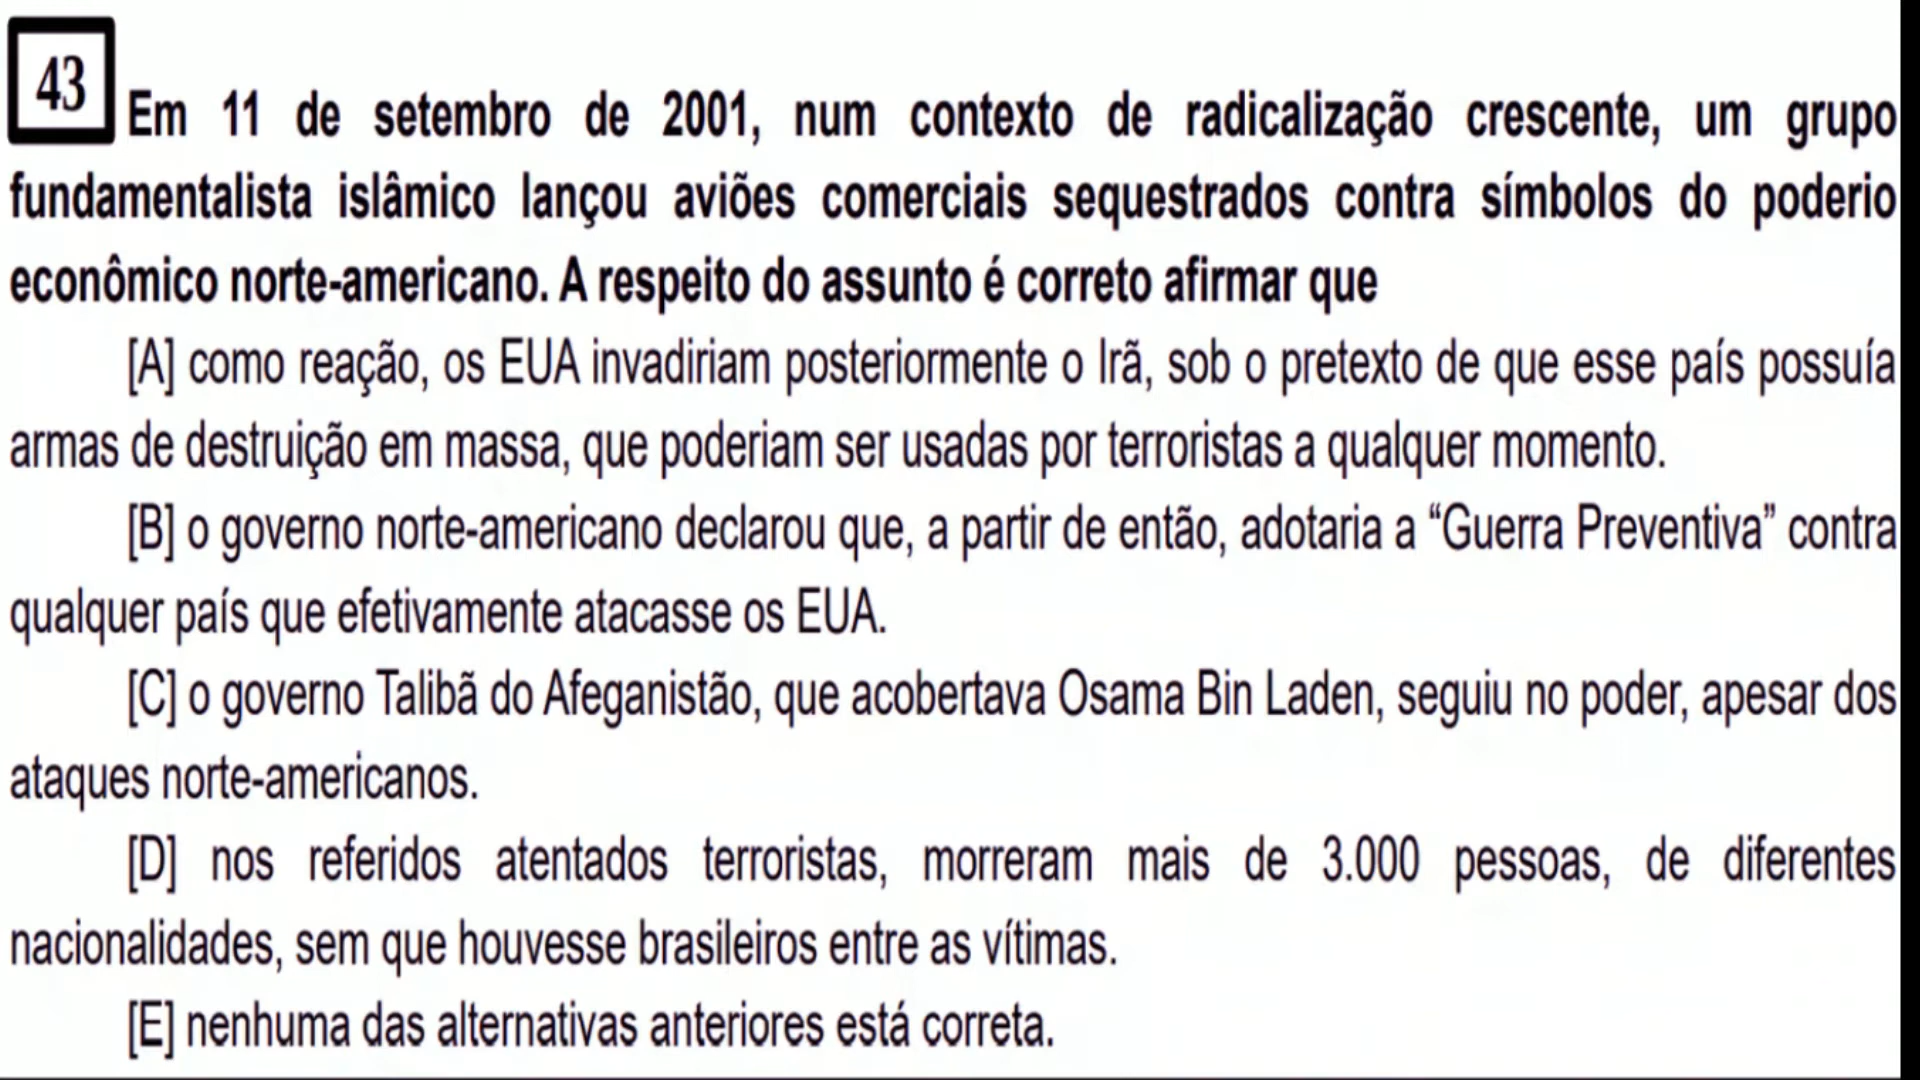 43
Em 11 de setembro de 2001, num contexto de radicalização crescente, um grupo
fundamentalista islâmico lançou aviões comerciais sequestrados contra símbolos do poderio
econômico norte-americano. A respeito do assunto é correto afirmar que
[A] como reação, os EUA invadiriam posteriormente o Irã, sob o pretexto de que esse país possuía
armas de destruição em massa, que poderiam ser usadas por terroristas a qualquer momento.
[B] o governo norte-americano declarou que, a partir de então, adotaria a “Guerra Preventiva” contra
qualquer país que efetivamente atacasse os EUA.
[C] o governo Talibã do Afeganistão, que acobertava Osama Bin Laden, seguiu no poder, apesar dos
ataques norte-americanos.
[D] nos referidos atentados terroristas, morreram mais de 3.000 pessoas, de diferentes
nacionalidades, sem que houvesse brasileiros entre as vítimas.
[E] nenhuma das alternativas anteriores está correta.